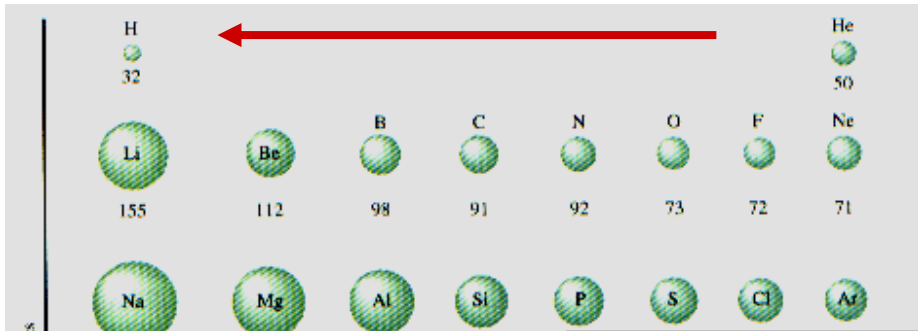 H He
32 50
B C N O F Ne
Li Be
155 112 98 91 92 73 72 71
Na Mg Al Si P S Cl Ar